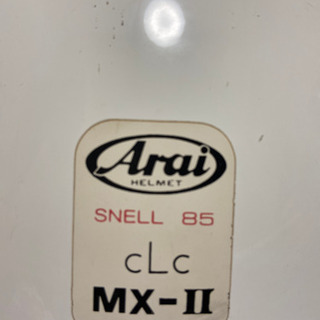 Arai
HELMET
SNELL 85
cLc
MX-II